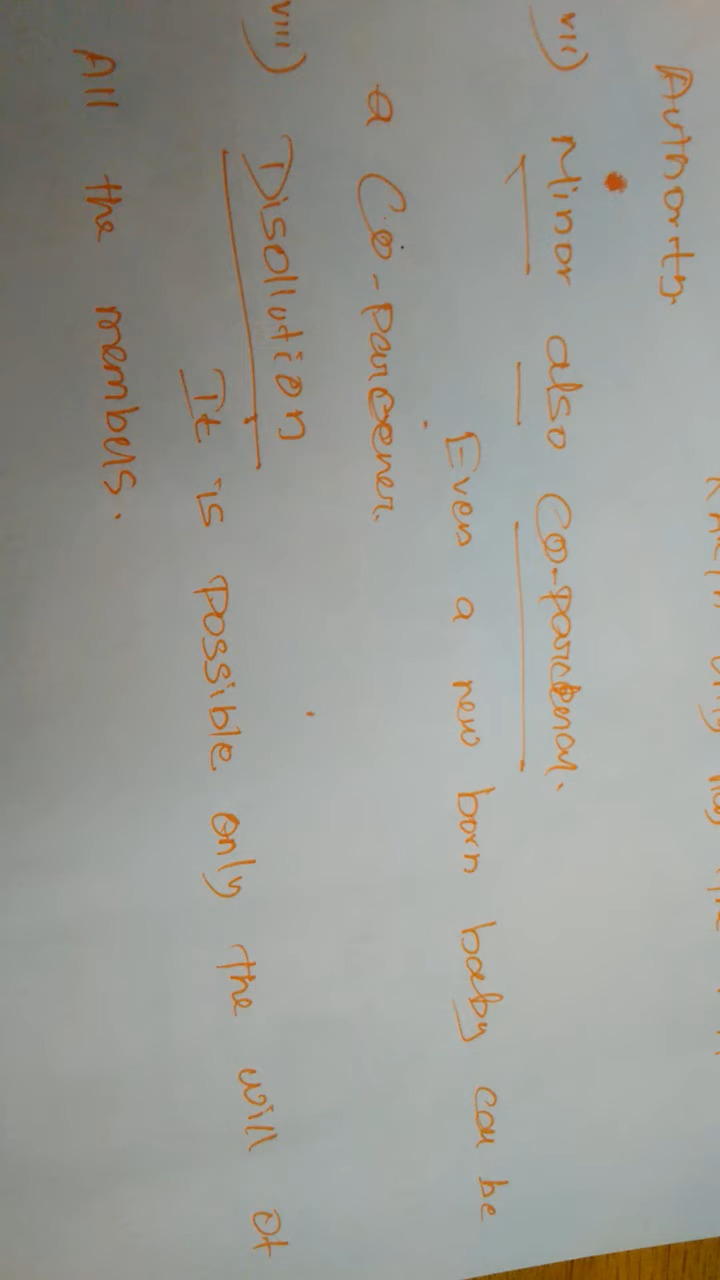 Authority
vii) Minor also Co-parcenar.
Even a new born baby can be
a Co-parcener.
viii) Disollution
It is possible only the will of
All the members.